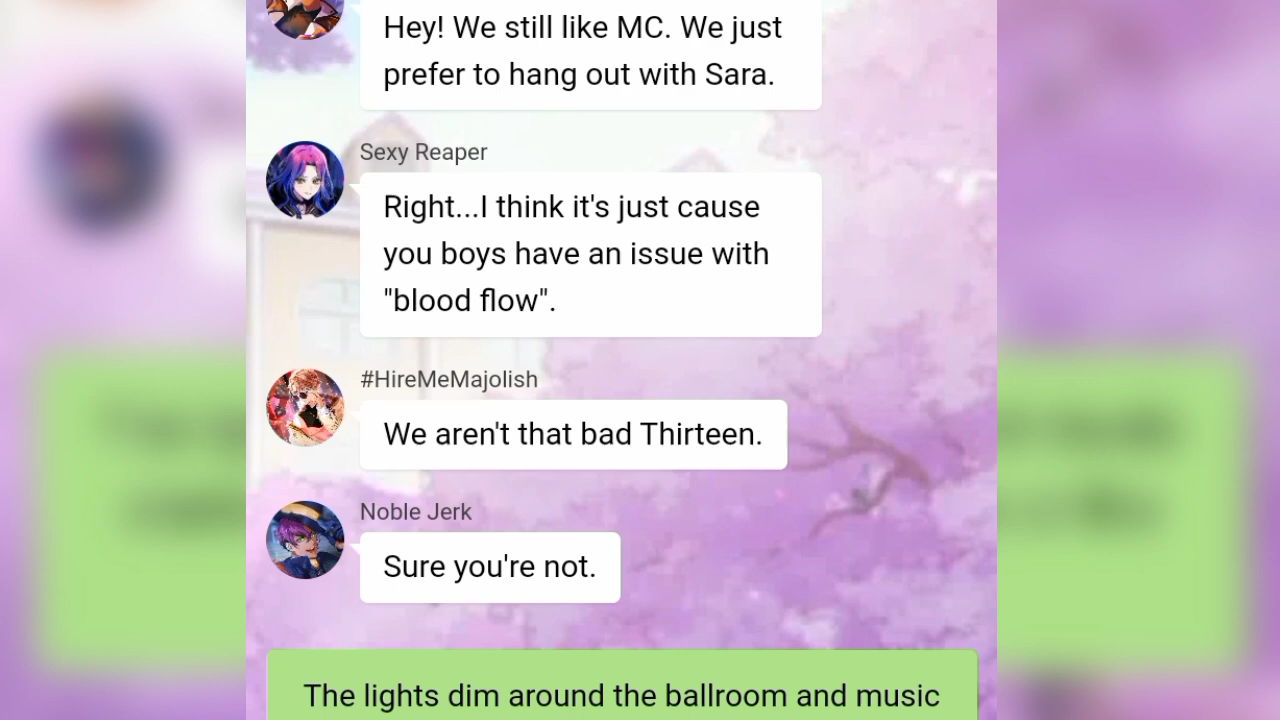 Hey! We still like MC. We just
prefer to hang out with Sara.
Sexy Reaper
Right...I think it's just cause
you boys have an issue with
"blood flow".
#HireMeMajolish
We aren't that bad Thirteen.
Noble Jerk
Sure you're not.
The lights dim around the ballroom and music